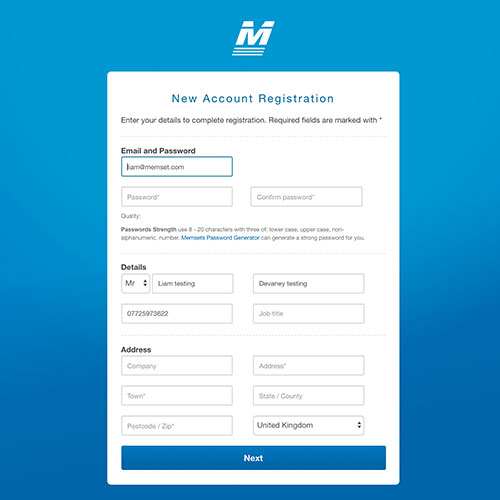 M
New Account Registration
Enter your details to complete registration. Required fields are marked with *
Email and Password
liam@memset.com
Password*
Confirm password*
Quality:
Passwords Strength use 8 - 20 characters with three of: lower case, upper case, non-
alphanumeric, number. Memsets Password Generator can generate a strong password for you.
Details
Mr
Liam testing
Devaney testing
07725973622
Job title
Address
Company
Address*
Town*
State / County
Postcode / Zip*
United Kingdom
Next